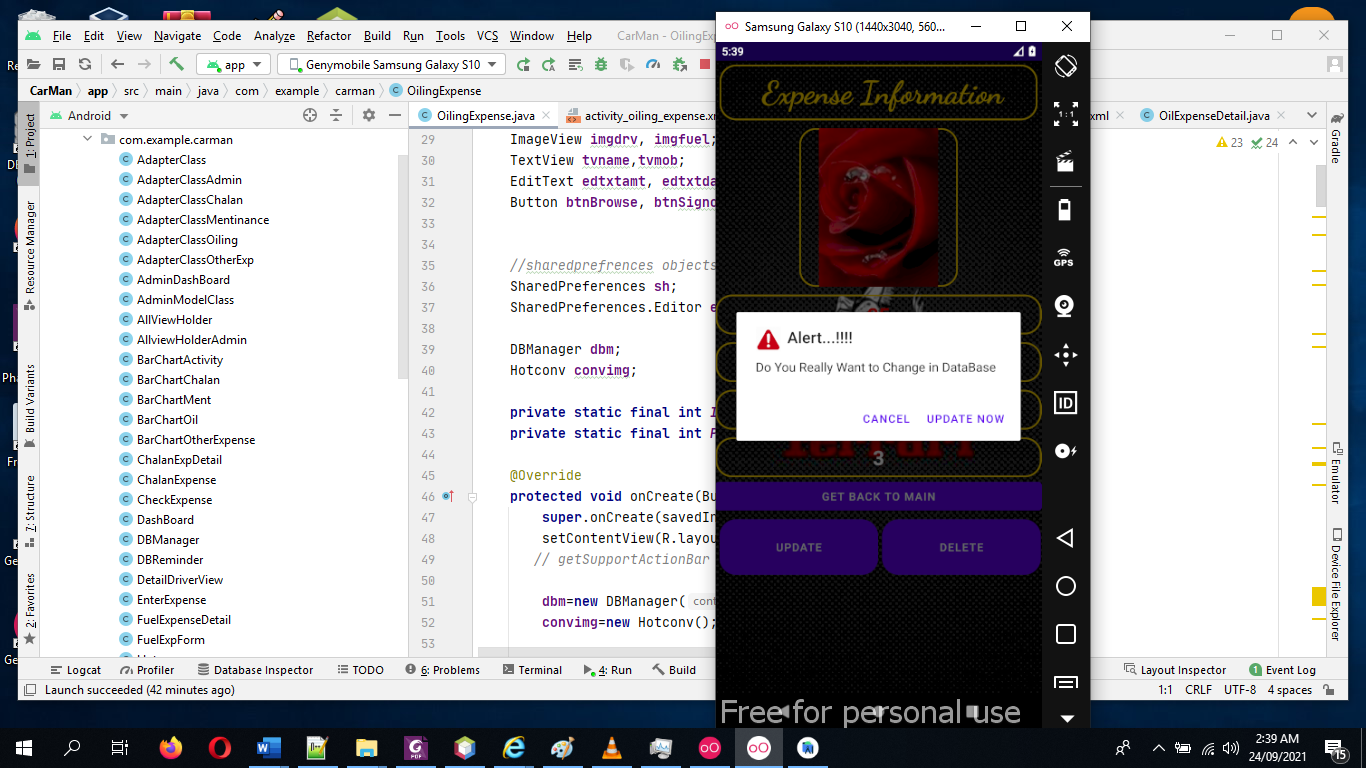 File Edit View Navigate Code Analyze Refactor Build Run Tools VCS Window Help CarMan - OilingExpense
app Genymobile Samsung Galaxy S10
CarMan app src main java com example carman OilingExpense
Android
OilingExpense.java activity_oiling_expense.x
ml OilExpenseDetail.java
1: Project
Resource Manager
Build Variants
7: Structure
2: Favorites
com.example.carman
AdapterClass
AdapterClassAdmin
AdapterClassChalan
AdapterClassMentinance
AdapterClassOiling
AdapterClassOtherExp
AdminDashBoard
AdminModelClass
AllViewHolder
AllviewHolderAdmin
BarChartActivity
BarChartChalan
BarChartMent
BarChartOil
BarChartOtherExpense
ChalanExpDetail
ChalanExpense
CheckExpense
DashBoard
DBManager
DBReminder
DetailDriverView
EnterExpense
FuelExpenseDetail
FuelExpForm
29 ImageView imgdrv, imgfuel;
30 TextView tvname,tvmob;
31 EditText edtxtamt, edtxtda
32 Button btnBrowse, btnSigno
33
34
35 //sharedprefrences objects
36 SharedPreferences sh;
37 SharedPreferences.Editor e
38
39 DBManager dbm;
40 Hotconv convimg;
41
42 private static final int
43 private static final int
44
45 @Override
46 protected void onCreate(Bu
47 super.onCreate(savedIn
48 setContentView(R.layou
49 // getSupportActionBar
50
51 dbm=new DBManager( cont
52 convimg=new Hotconv();
53
23 24
Gradle
Emulator
Device File Explorer
Samsung Galaxy S10 (1440x3040, 560...
5:39
Expense Information
Alert...!!!!
Do You Really Want to Change in DataBase
CANCEL UPDATE NOW
3
GET BACK TO MAIN
UPDATE DELETE
Free for personal use
1:1
GPS
ID
Logcat Profiler Database Inspector TODO 6: Problems Terminal 4: Run Build Layout Inspector 1 Event Log
Launch succeeded (42 minutes ago) 1:1 CRLF UTF-8 4 spaces
2:39 AM
24/09/2021
15